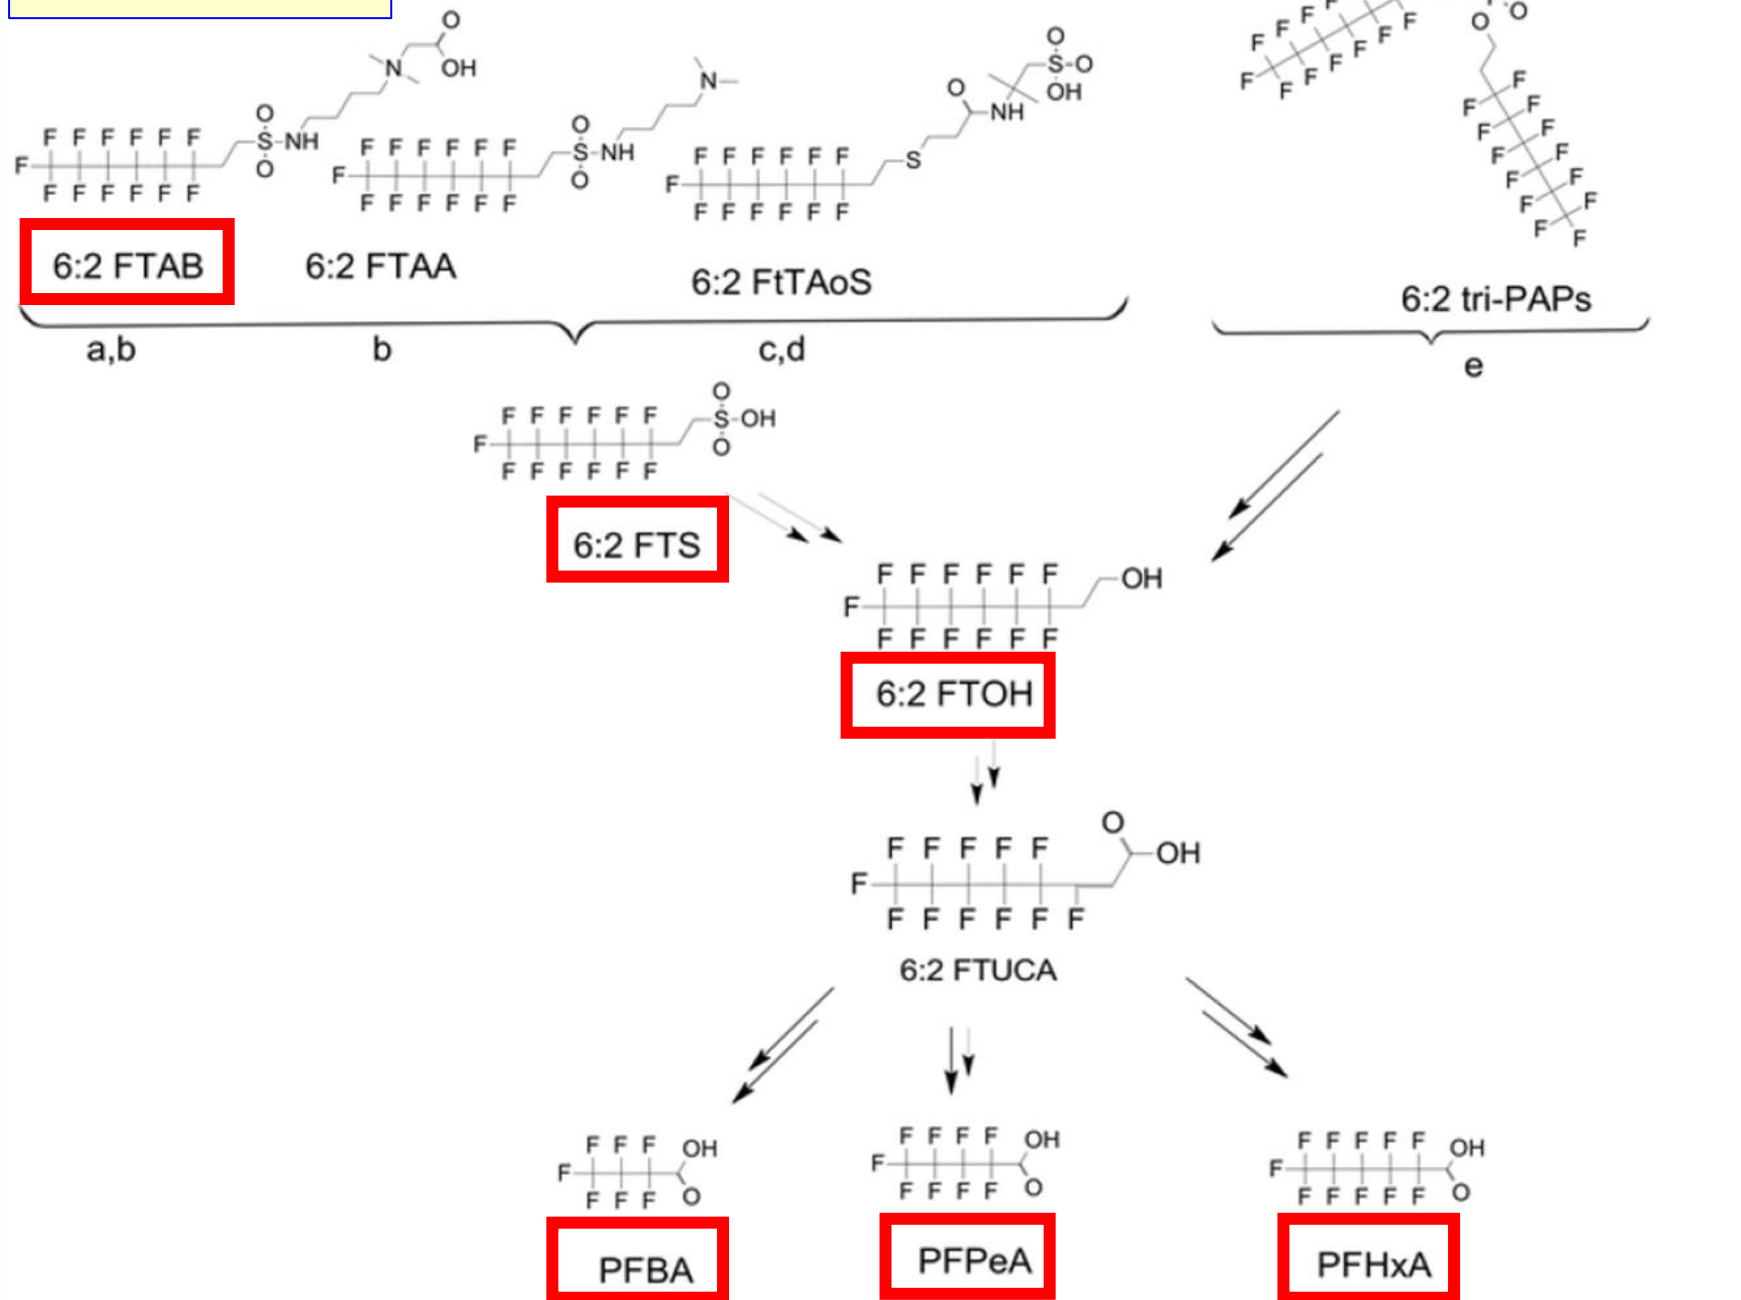 6:2 FTAB
6:2 FTAA
6:2 FtTAoS
6:2 tri-PAPs
a,b
b
c,d
e
6:2 FTS
6:2 FTOH
6:2 FTUCA
PFBA
PFPeA
PFHxA